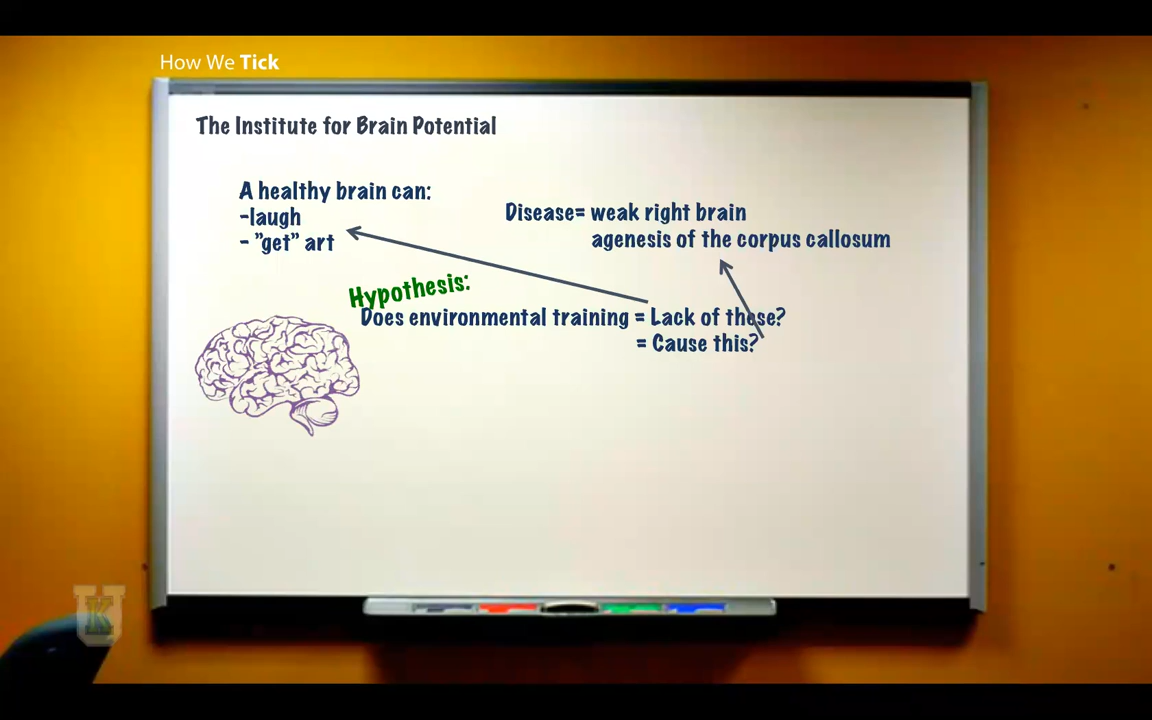 How We Tick
The Institute for Brain Potential
A healthy brain can:
-laugh
- "get" art
Disease= weak right brain
agenesis of the corpus callosum
Hypothesis:
Does environmental training = Lack of these?
= Cause this?
UK